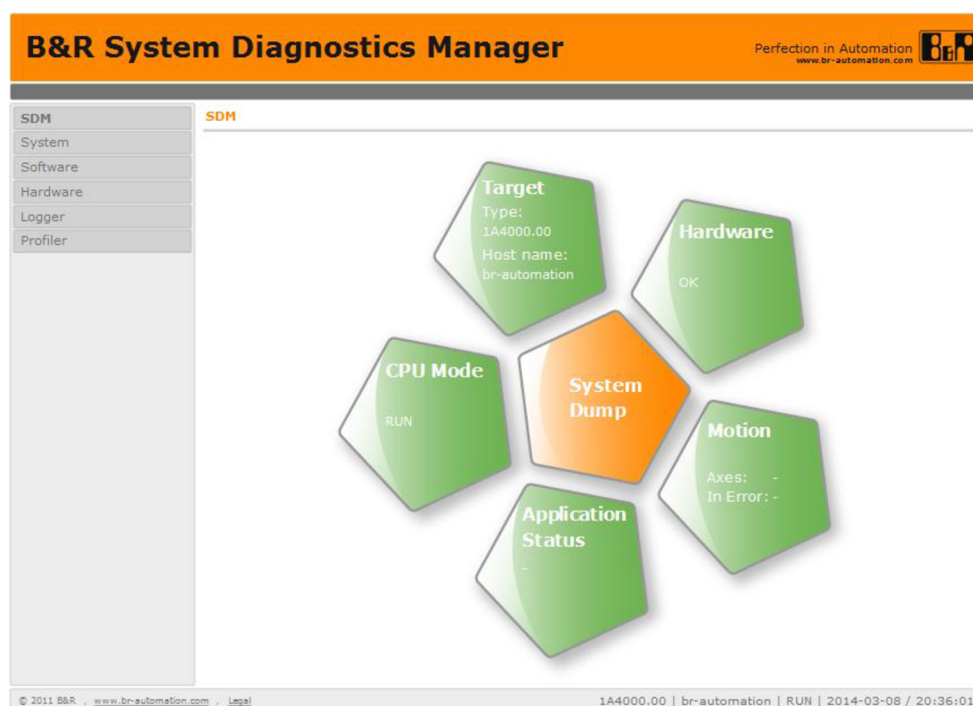 B&R System Diagnostics Manager
Perfection in Automation
www.br-automation.com
B&R
SDM
System
Software
Hardware
Logger
Profiler
SDM
Target
Type:
1A4000.00
Host name:
br-automation
Hardware
OK
CPU Mode
RUN
System
Dump
Motion
Axes: -
In Error: -
Application
Status
-
© 2011 B&R , www.br-automation.com , Legal
1A4000.00 | br-automation | RUN | 2014-03-08 / 20:36:01